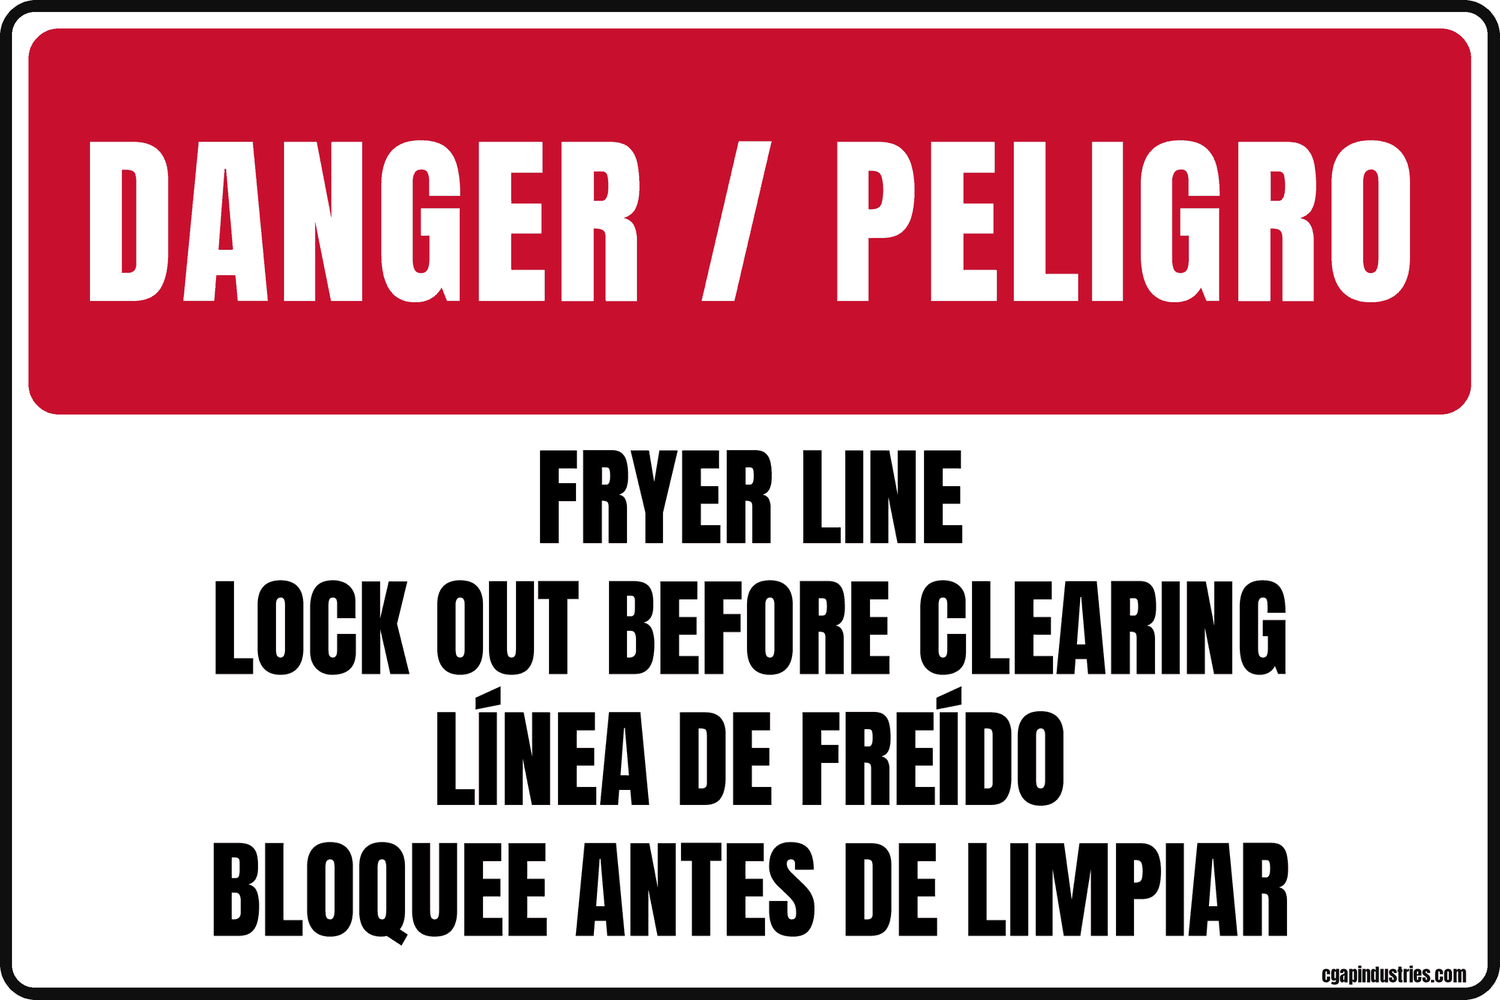 DANGER / PELIGRO
FRYER LINE
LOCK OUT BEFORE CLEARING
LÍNEA DE FREÍDO
BLOQUEE ANTES DE LIMPIAR
cgapindustries.com